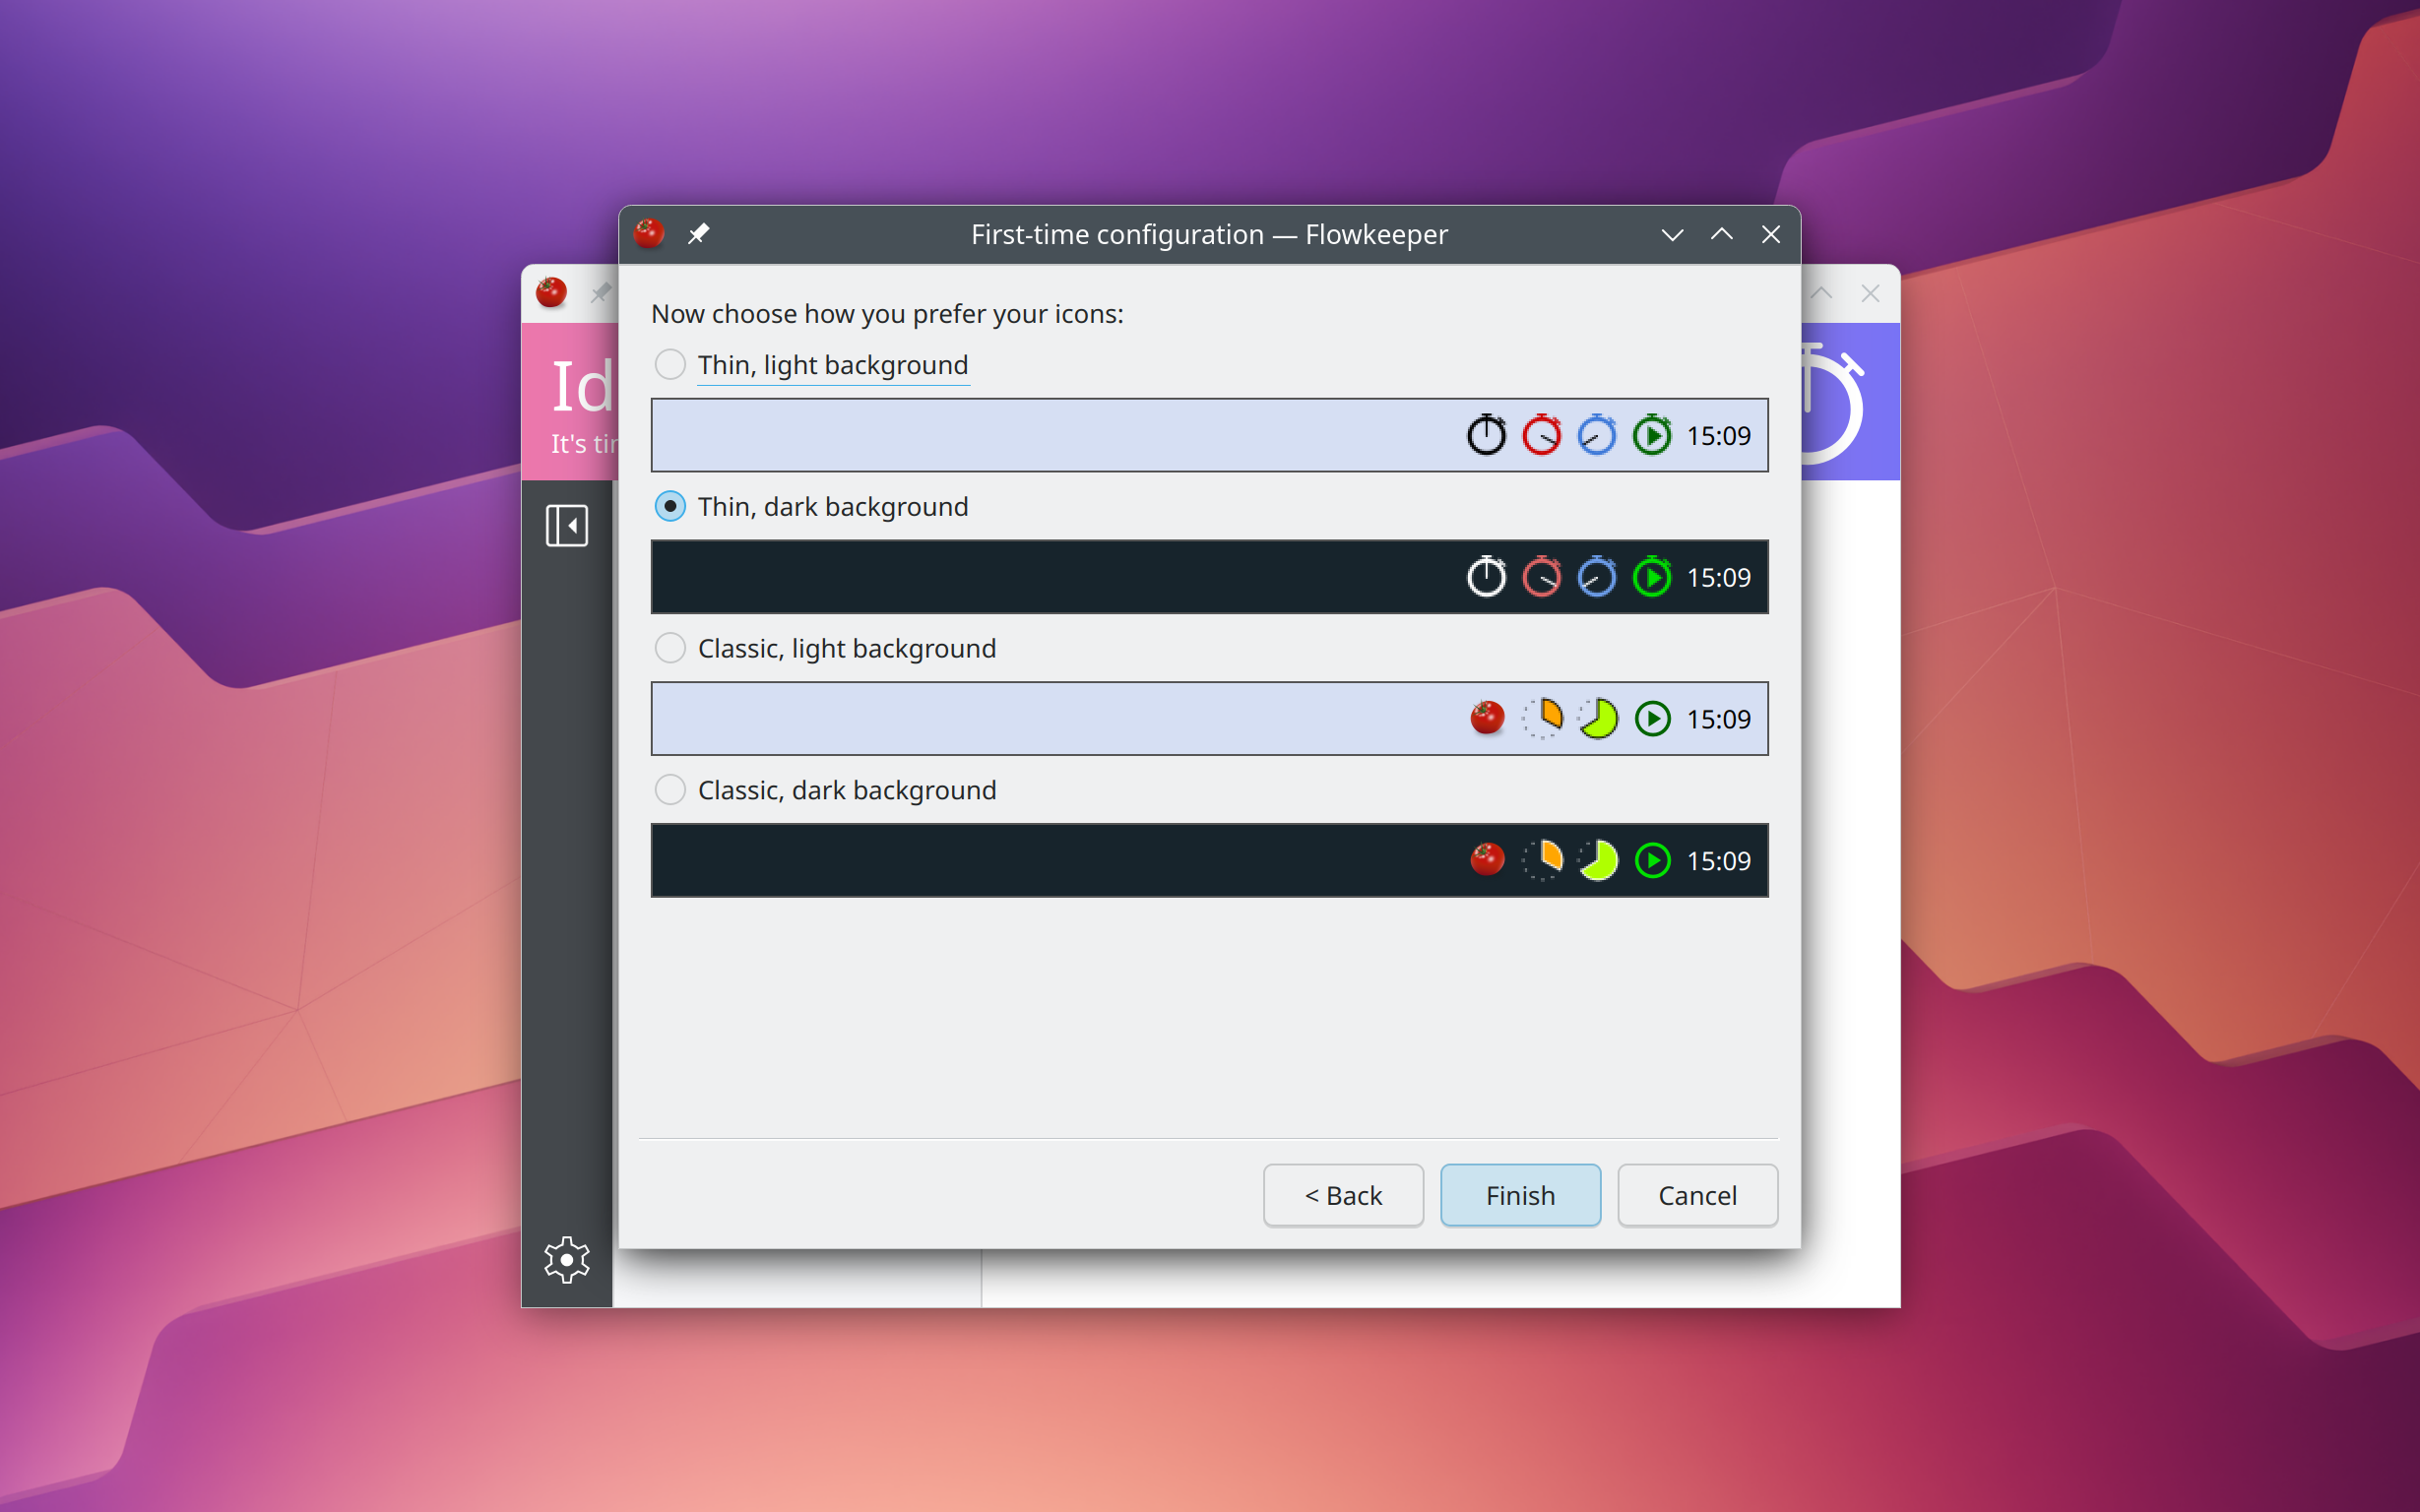 First-time configuration — Flowkeeper
Now choose how you prefer your icons:
Thin, light background
15:09
Thin, dark background
15:09
Classic, light background
15:09
Classic, dark background
15:09
< Back
Finish
Cancel
Id
It's